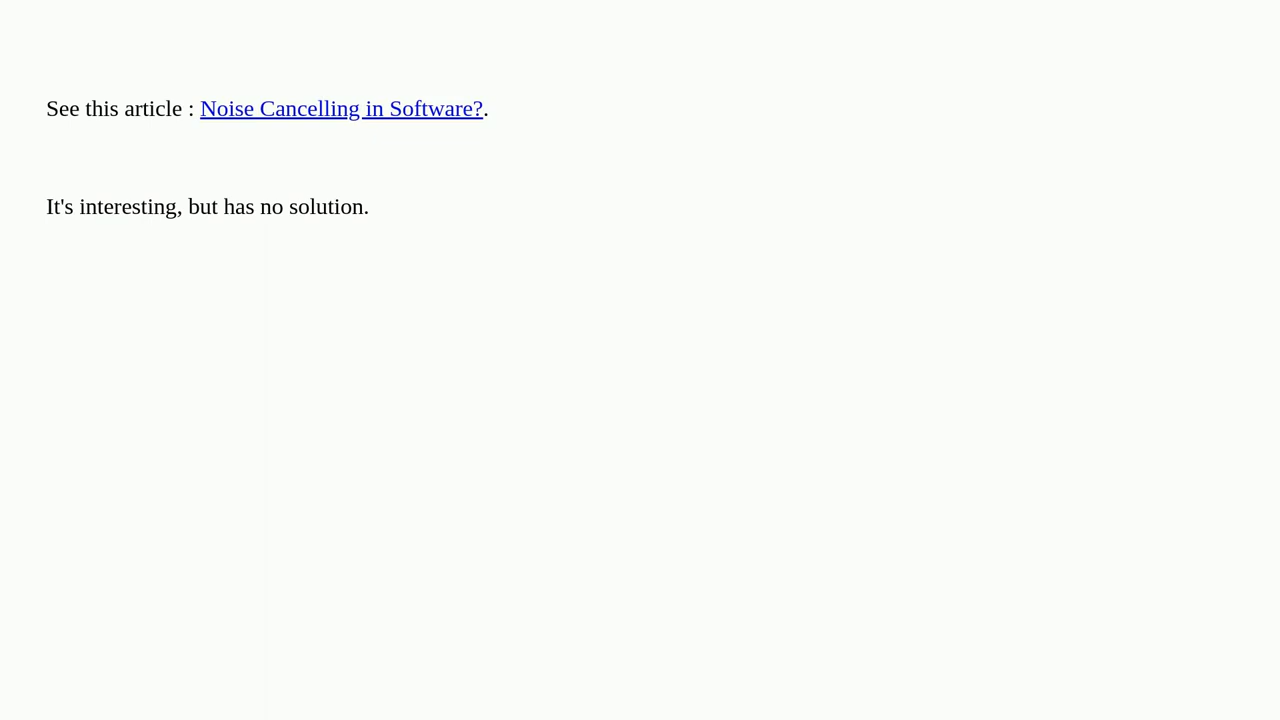 See this article : Noise Cancelling in Software?.
It's interesting, but has no solution.